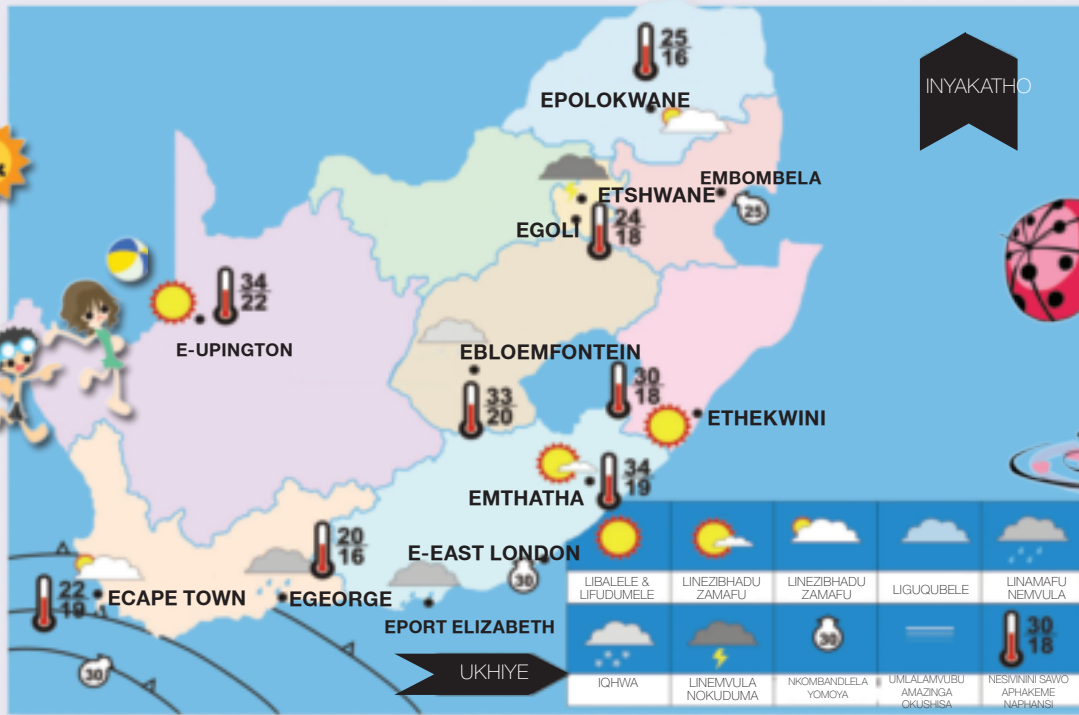 25
16
INYAKATHO
EPOLOKWANE
EMBOMBELA
ETSHWANE
25
EGOLI
24
18
34
22
E-UPINGTON
EBLOEMFONTEIN
33
20
30
18
ETHEKWINI
34
19
EMTHATHA
20
16
E-EAST LONDON
30
22
19
ECAPE TOWN
EGEORGE
EPORT ELIZABETH
30
UKHIYE
LIBALELE &
LIFUDUMELE
LINEZIBHADU
ZAMAFU
LINEZIBHADU
ZAMAFU
LIGUQUBELE
LINAMAFU
NEMVULA
30
30
18
IQHWA
LINEMVULA
NOKUDUMA
NKOMBANDLELA
YOMOYA
UMLALAMVUBU
AMAZINGA
OKUSHISA
NESIVININI SAWO
APHAKEME
NAPHANSI